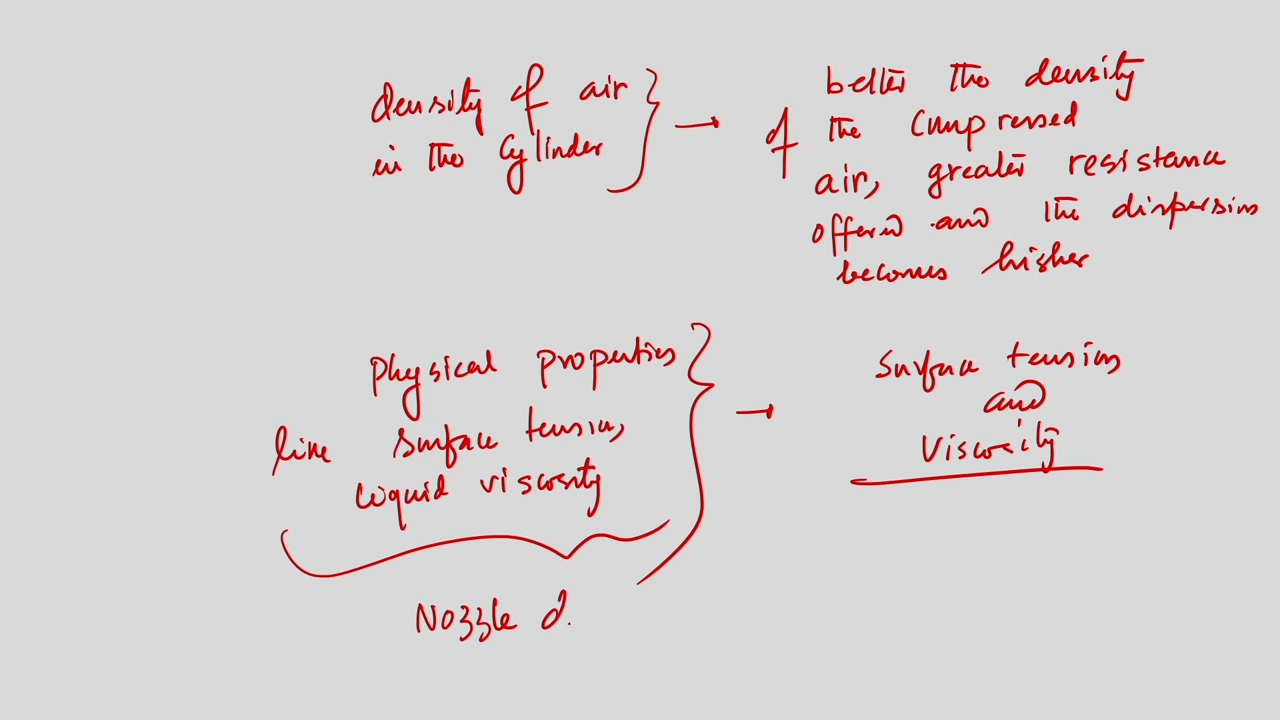 density of air
in the cylinder
better the density
of the compressed
air, greater resistance
offered and the dispersion
becomes higher
Physical properties
like surface tension,
liquid viscosity
Surface tension
and
Viscosity
Nozzle d.